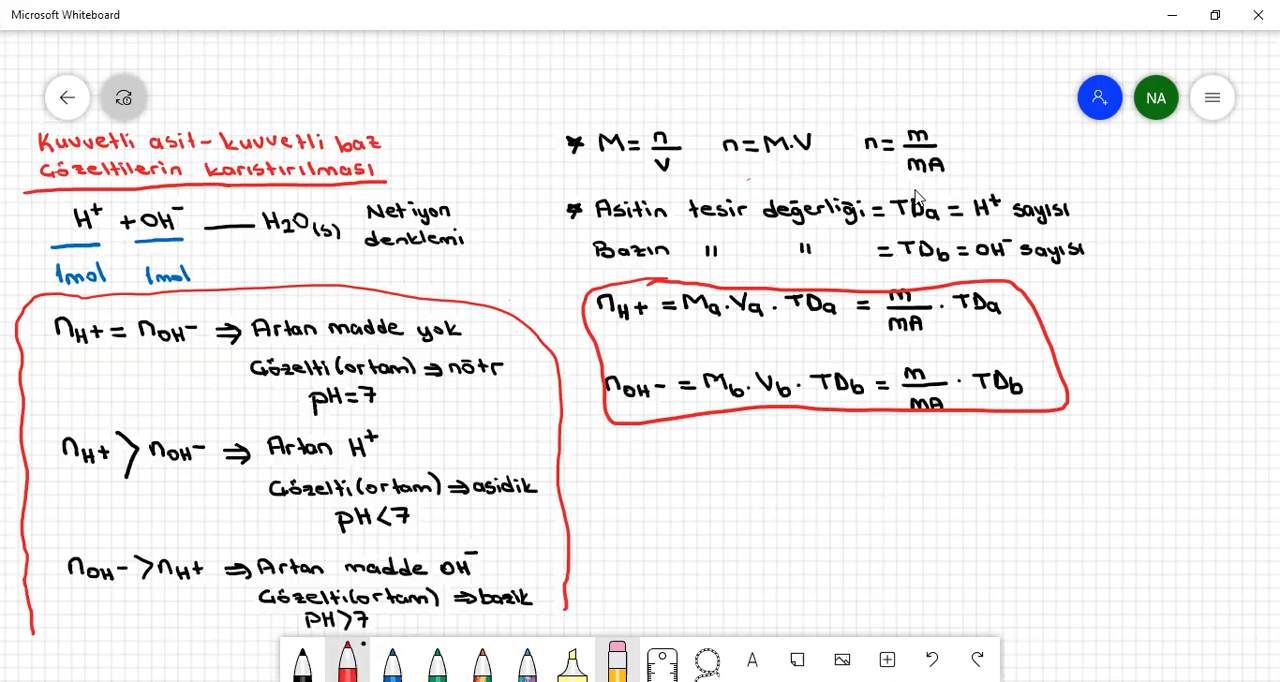 Microsoft Whiteboard
NA
Kuvvetli asit-kuvvetli baz
Çözeltilerin karıştırılması
H⁺ + OH⁻ — H₂O(s) Net iyon
denklemi
1mol 1mol
nH+ = nOH- ⇒ Artan madde yok
Çözelti(ortam) ⇒ nötr
pH=7
nH+ > nOH- ⇒ Artan H⁺
Çözelti(ortam) ⇒ asidik
pH<7
nOH- > nH+ ⇒ Artan madde OH⁻
Çözelti(ortam) ⇒ bazik
PH>7
* M = n/V n = M.V n = m/mA
* Asitin tesir değerliği = TDa = H⁺ sayısı
Bazın " " = TDb = OH⁻ sayısı
nH+ = Ma.Va.TDa = m/mA . TDa
nOH- = Mb.Vb.TDb = m/mA . TDb
A